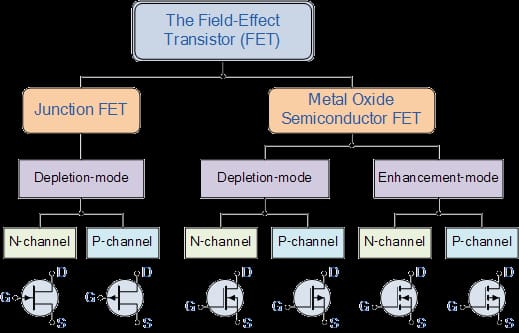 The Field-Effect
Transistor (FET)
Junction FET
Metal Oxide
Semiconductor FET
Depletion-mode
Depletion-mode
Enhancement-mode
N-channel
P-channel
N-channel
P-channel
N-channel
P-channel
D
G
S
D
G
S
D
G
S
D
G
S
D
G
S
D
G
S